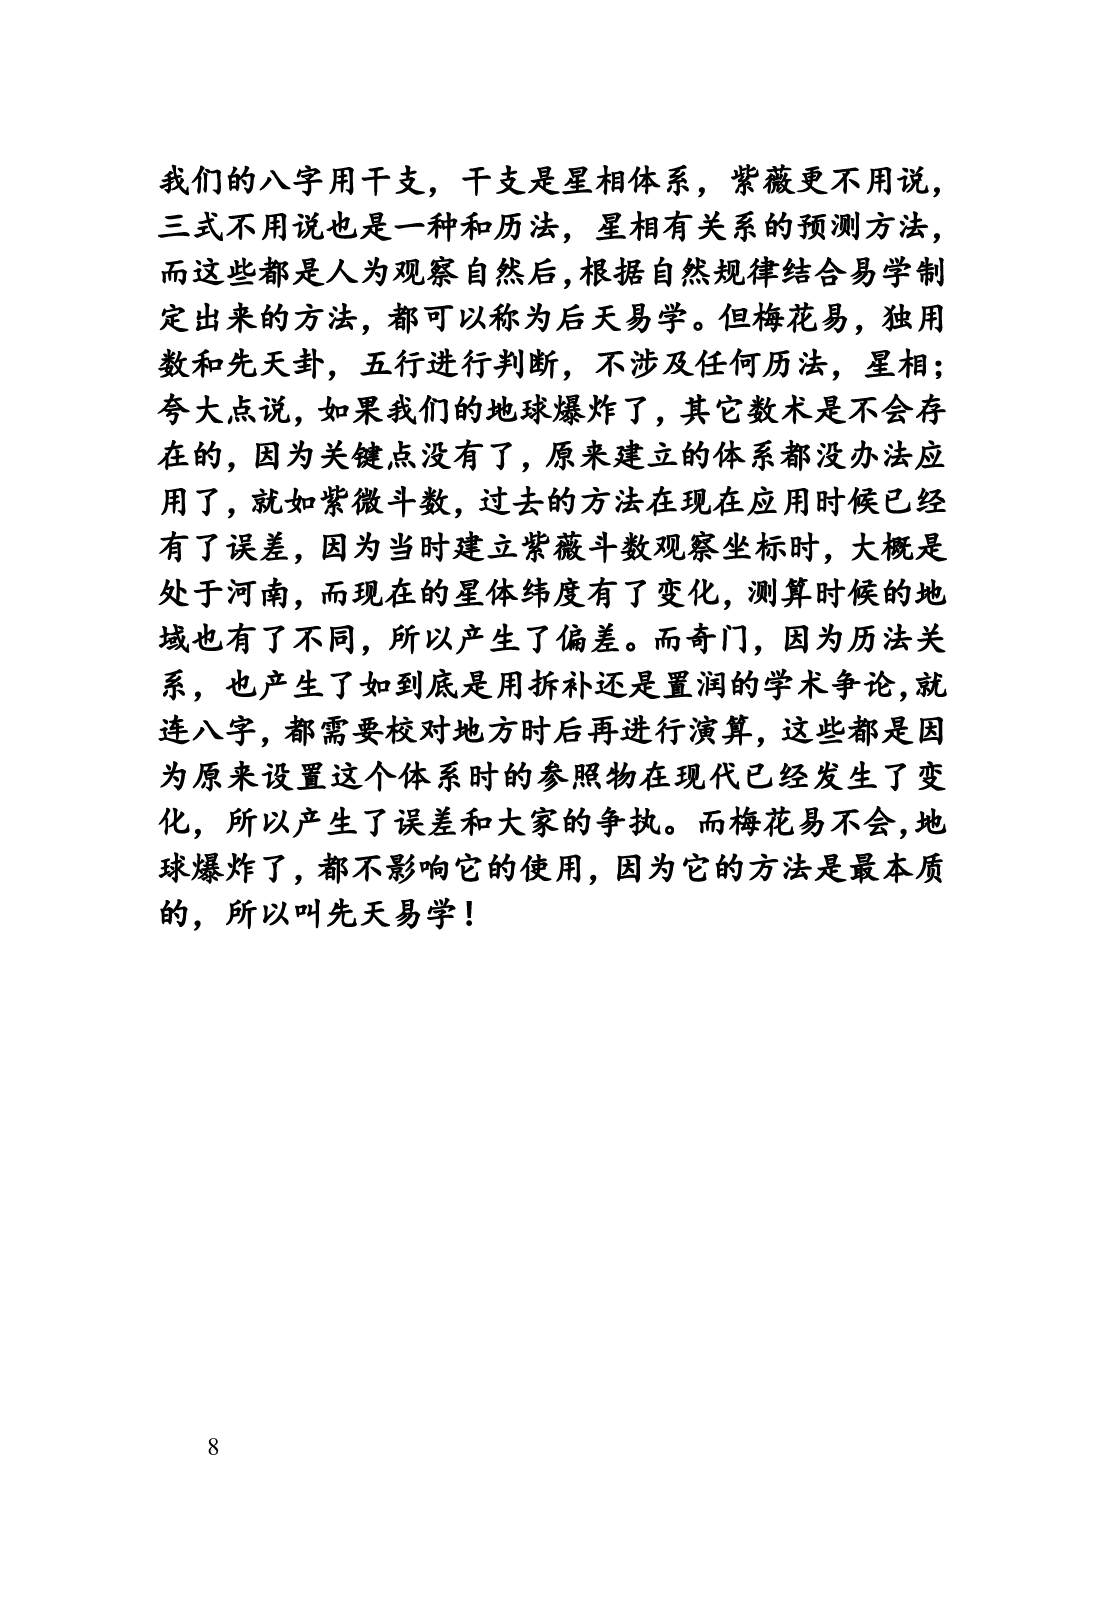 我们的八字用干支，干支是星相体系，紫薇更不用说，
三式不用说也是一种和历法，星相有关系的预测方法，
而这些都是人为观察自然后，根据自然规律结合易学制
定出来的方法，都可以称为后天易学。但梅花易，独用
数和先天卦，五行进行判断，不涉及任何历法，星相；
夸大点说，如果我们的地球爆炸了，其它数术是不会存
在的，因为关键点没有了，原来建立的体系都没办法应
用了，就如紫微斗数，过去的方法在现在应用时候已经
有了误差，因为当时建立紫薇斗数观察坐标时，大概是
处于河南，而现在的星体纬度有了变化，测算时候的地
域也有了不同，所以产生了偏差。而奇门，因为历法关
系，也产生了如到底是用拆补还是置润的学术争论，就
连八字，都需要校对地方时后再进行演算，这些都是因
为原来设置这个体系时的参照物在现代已经发生了变
化，所以产生了误差和大家的争执。而梅花易不会，地
球爆炸了，都不影响它的使用，因为它的方法是最本质
的，所以叫先天易学！
8